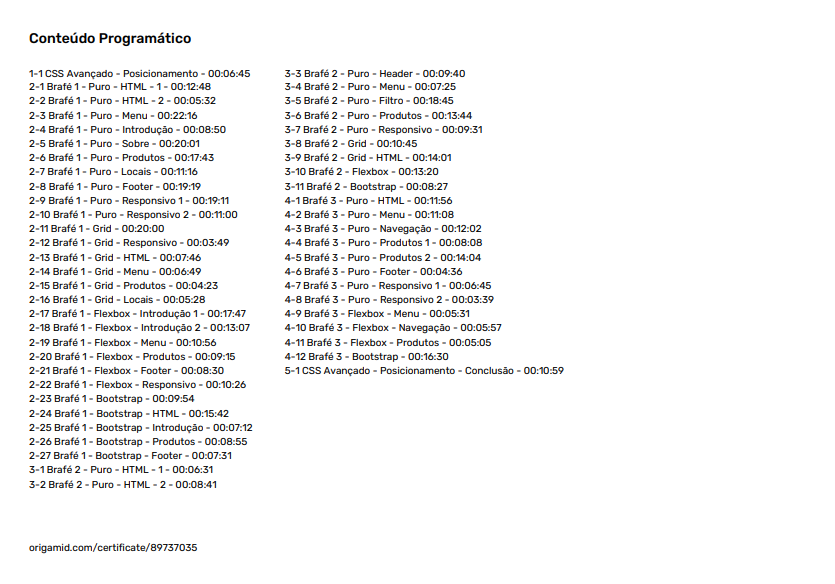 Conteúdo Programático
1-1 CSS Avançado - Posicionamento - 00:06:45
2-1 Brafé 1 - Puro - HTML - 1 - 00:12:48
2-2 Brafé 1 - Puro - HTML - 2 - 00:05:32
2-3 Brafé 1 - Puro - Menu - 00:22:16
2-4 Brafé 1 - Puro - Introdução - 00:08:50
2-5 Brafé 1 - Puro - Sobre - 00:20:01
2-6 Brafé 1 - Puro - Produtos - 00:17:43
2-7 Brafé 1 - Puro - Locais - 00:11:16
2-8 Brafé 1 - Puro - Footer - 00:19:19
2-9 Brafé 1 - Puro - Responsivo 1 - 00:19:11
2-10 Brafé 1 - Puro - Responsivo 2 - 00:11:00
2-11 Brafé 1 - Grid - 00:20:00
2-12 Brafé 1 - Grid - Responsivo - 00:03:49
2-13 Brafé 1 - Grid - HTML - 00:07:46
2-14 Brafé 1 - Grid - Menu - 00:06:49
2-15 Brafé 1 - Grid - Produtos - 00:04:23
2-16 Brafé 1 - Grid - Locais - 00:05:28
2-17 Brafé 1 - Flexbox - Introdução 1 - 00:17:47
2-18 Brafé 1 - Flexbox - Introdução 2 - 00:13:07
2-19 Brafé 1 - Flexbox - Menu - 00:10:56
2-20 Brafé 1 - Flexbox - Produtos - 00:09:15
2-21 Brafé 1 - Flexbox - Footer - 00:08:30
2-22 Brafé 1 - Flexbox - Responsivo - 00:10:26
2-23 Brafé 1 - Bootstrap - 00:09:54
2-24 Brafé 1 - Bootstrap - HTML - 00:15:42
2-25 Brafé 1 - Bootstrap - Introdução - 00:07:12
2-26 Brafé 1 - Bootstrap - Produtos - 00:08:55
2-27 Brafé 1 - Bootstrap - Footer - 00:07:31
3-1 Brafé 2 - Puro - HTML - 1 - 00:06:31
3-2 Brafé 2 - Puro - HTML - 2 - 00:08:41
3-3 Brafé 2 - Puro - Header - 00:09:40
3-4 Brafé 2 - Puro - Menu - 00:07:25
3-5 Brafé 2 - Puro - Filtro - 00:18:45
3-6 Brafé 2 - Puro - Produtos - 00:13:44
3-7 Brafé 2 - Puro - Responsivo - 00:09:31
3-8 Brafé 2 - Grid - 00:10:45
3-9 Brafé 2 - Grid - HTML - 00:14:01
3-10 Brafé 2 - Flexbox - 00:13:20
3-11 Brafé 2 - Bootstrap - 00:08:27
4-1 Brafé 3 - Puro - HTML - 00:11:56
4-2 Brafé 3 - Puro - Menu - 00:11:08
4-3 Brafé 3 - Puro - Navegação - 00:12:02
4-4 Brafé 3 - Puro - Produtos 1 - 00:08:08
4-5 Brafé 3 - Puro - Produtos 2 - 00:14:04
4-6 Brafé 3 - Puro - Footer - 00:04:36
4-7 Brafé 3 - Puro - Responsivo 1 - 00:06:45
4-8 Brafé 3 - Puro - Responsivo 2 - 00:03:39
4-9 Brafé 3 - Flexbox - Menu - 00:05:31
4-10 Brafé 3 - Flexbox - Navegação - 00:05:57
4-11 Brafé 3 - Flexbox - Produtos - 00:05:05
4-12 Brafé 3 - Bootstrap - 00:16:30
5-1 CSS Avançado - Posicionamento - Conclusão - 00:10:59
origamid.com/certificate/89737035